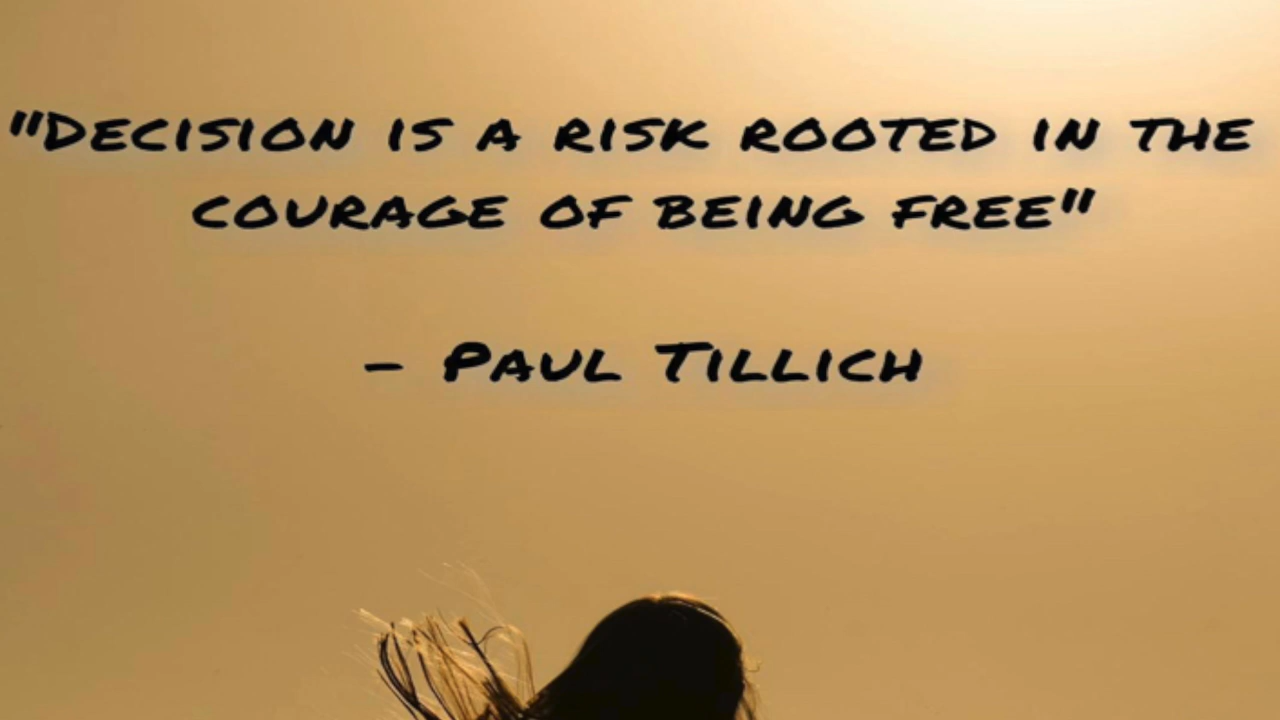 "DECISION IS A RISK ROOTED IN THE
COURAGE OF BEING FREE"
- PAUL TILLICH